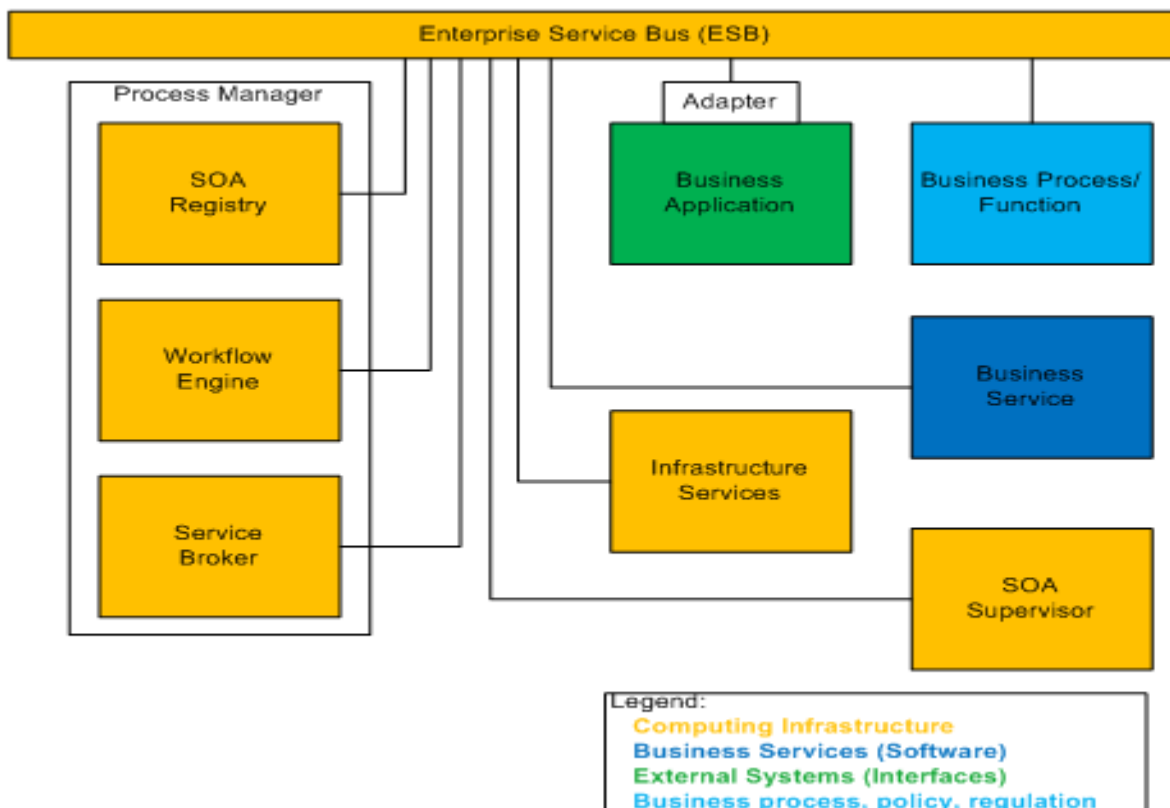 Enterprise Service Bus (ESB)
Process Manager
SOA
Registry
Workflow
Engine
Service
Broker
Adapter
Business
Application
Business Process/
Function
Business
Service
Infrastructure
Services
SOA
Supervisor
Legend:
Computing Infrastructure
Business Services (Software)
External Systems (Interfaces)
Business process, policy, regulation